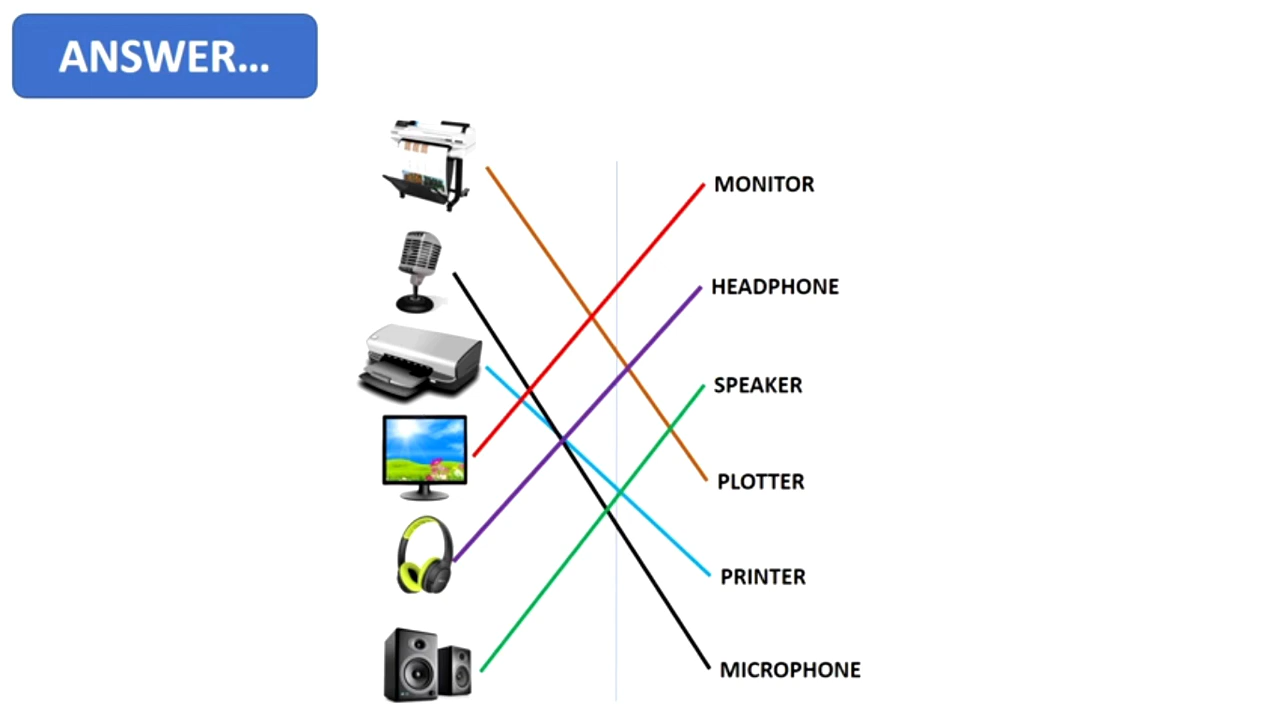 ANSWER...
MONITOR
HEADPHONE
SPEAKER
PLOTTER
PRINTER
MICROPHONE